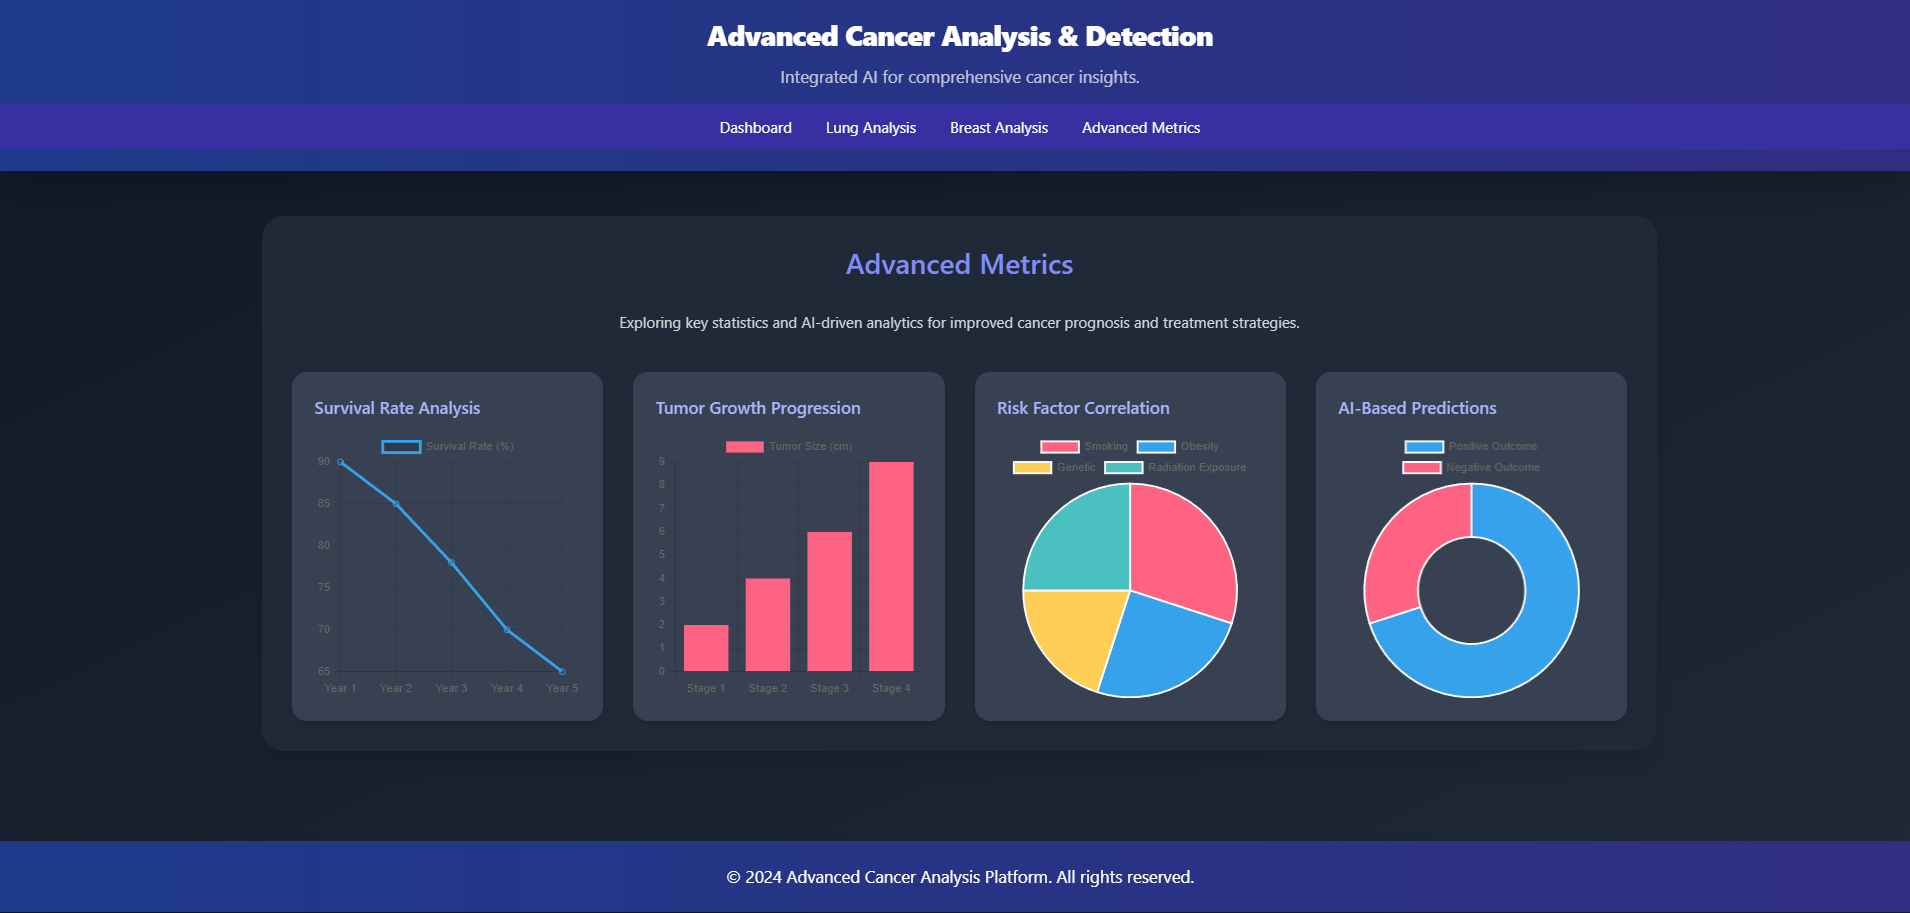 Advanced Cancer Analysis & Detection
Integrated AI for comprehensive cancer insights.
Dashboard Lung Analysis Breast Analysis Advanced Metrics
Advanced Metrics
Exploring key statistics and AI-driven analytics for improved cancer prognosis and treatment strategies.
Survival Rate Analysis
Survival Rate (%)
90
85
80
75
70
65
Year 1 Year 2 Year 3 Year 4 Year 5
Tumor Growth Progression
Tumor Size (cm)
9
8
7
6
5
4
3
2
1
0
Stage 1 Stage 2 Stage 3 Stage 4
Risk Factor Correlation
Smoking Obesity
Genetic Radiation Exposure
AI-Based Predictions
Positive Outcome
Negative Outcome
© 2024 Advanced Cancer Analysis Platform. All rights reserved.